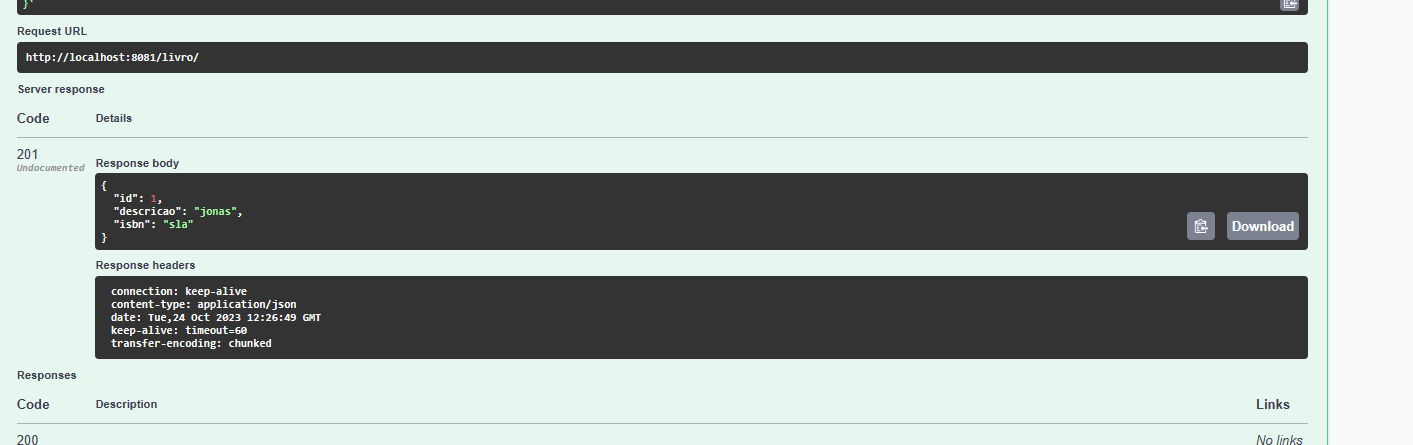 }'
Request URL
http://localhost:8081/livro/
Server response
Code Details
201
Undocumented
Response body
{
"id": 1,
"descricao": "jonas",
"isbn": "sla"
}
Download
Response headers
connection: keep-alive
content-type: application/json
date: Tue,24 Oct 2023 12:26:49 GMT
keep-alive: timeout=60
transfer-encoding: chunked
Responses
Code Description Links
200 No links